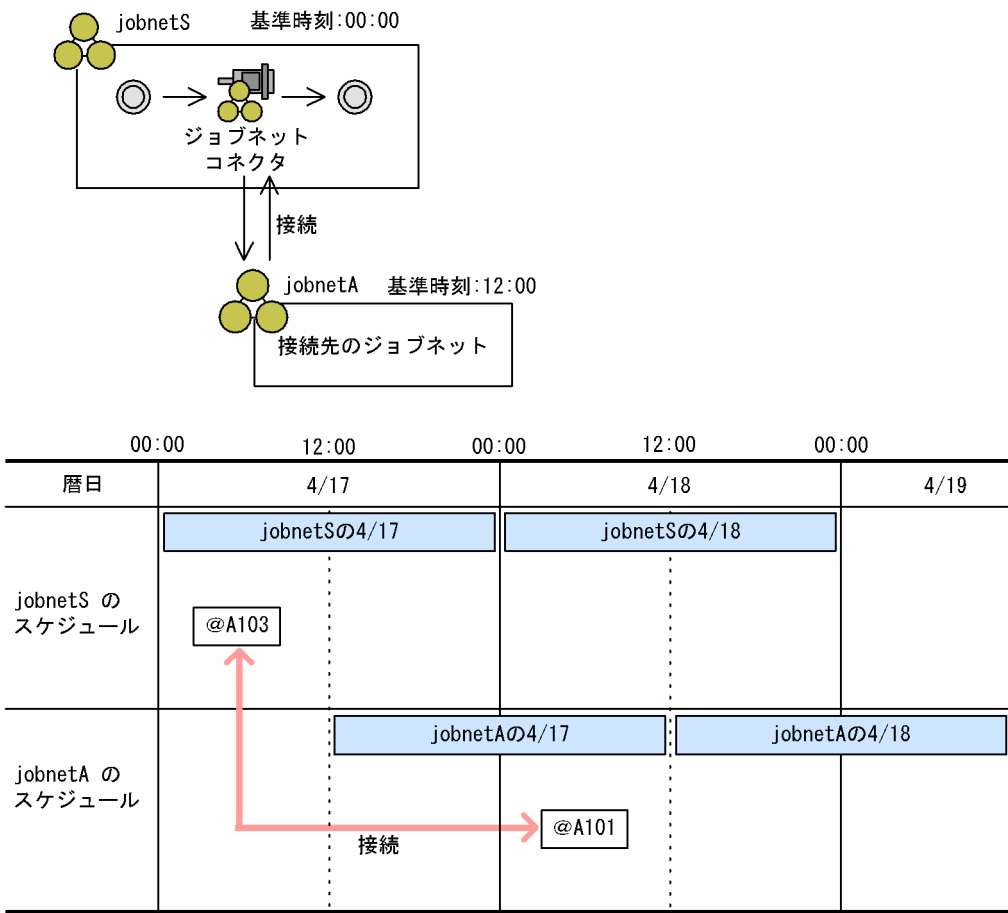 jobnetS 基準時刻:00:00
ジョブネット
コネクタ
接続
jobnetA 基準時刻:12:00
接続先のジョブネット
00:00 12:00 00:00 12:00 00:00
暦日 4/17 4/18 4/19
jobnetSの4/17 jobnetSの4/18
jobnetS の
スケジュール
@A103
jobnetAの4/17 jobnetAの4/18
jobnetA の
スケジュール
@A101
接続